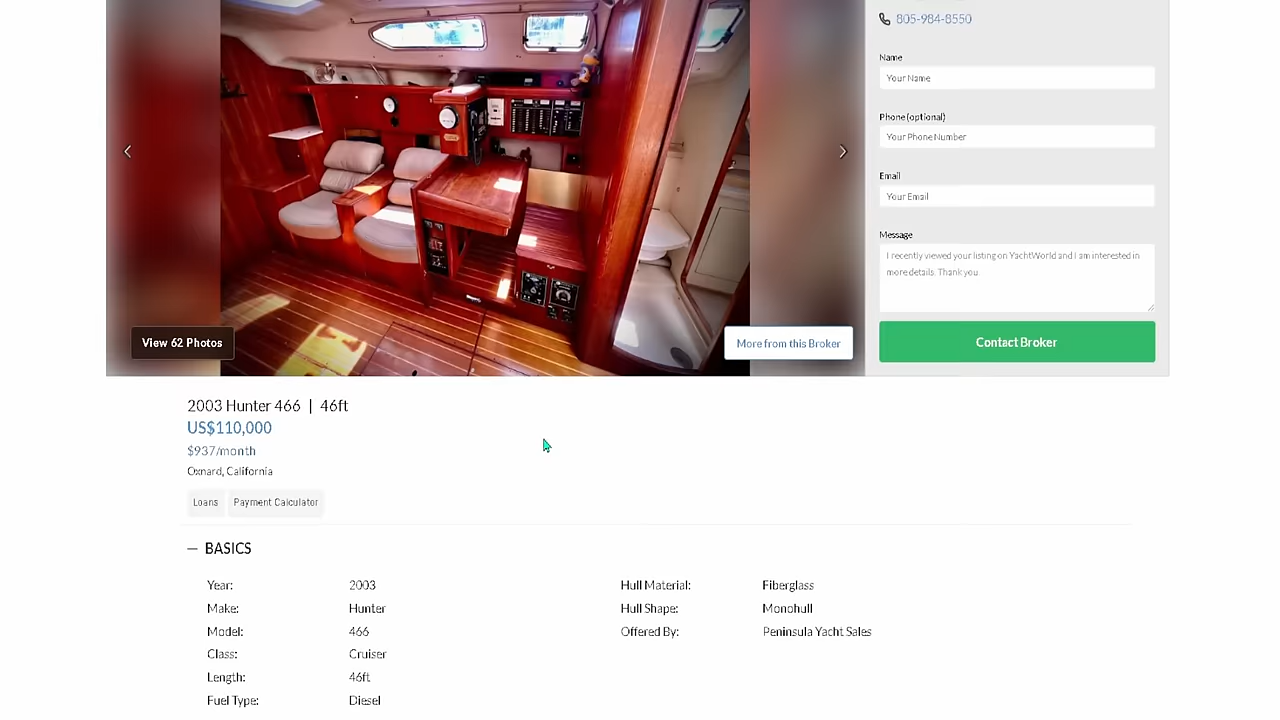 805-984-8550
Name
Your Name
Phone (optional)
Your Phone Number
Email
Your Email
Message
I recently viewed your listing on YachtWorld and I am interested in
more details. Thank you.
View 62 Photos
More from this Broker
Contact Broker
2003 Hunter 466 | 46ft
US$110,000
$937/month
Oxnard, California
Loans
Payment Calculator
— BASICS
Year: 2003
Hull Material: Fiberglass
Make: Hunter
Hull Shape: Monohull
Model: 466
Offered By: Peninsula Yacht Sales
Class: Cruiser
Length: 46ft
Fuel Type: Diesel